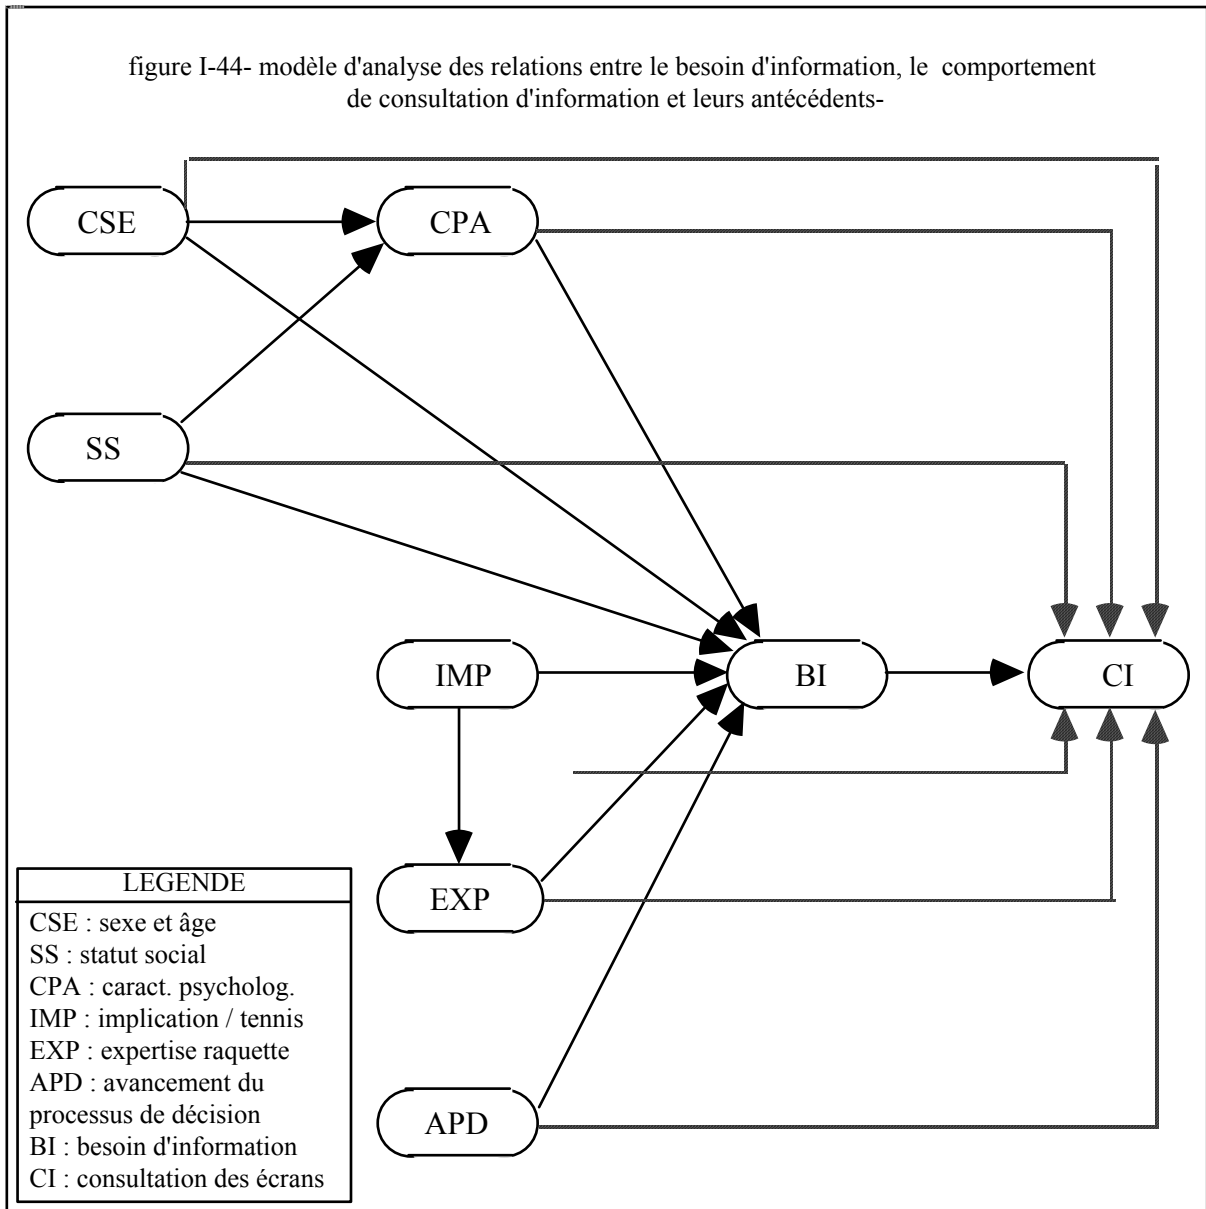 figure I-44- modèle d'analyse des relations entre le besoin d'information, le comportement
de consultation d'information et leurs antécédents-
CSE
CPA
SS
IMP
BI
CI
EXP
APD
LEGENDE
CSE : sexe et âge
SS : statut social
CPA : caract. psycholog.
IMP : implication / tennis
EXP : expertise raquette
APD : avancement du
processus de décision
BI : besoin d'information
CI : consultation des écrans